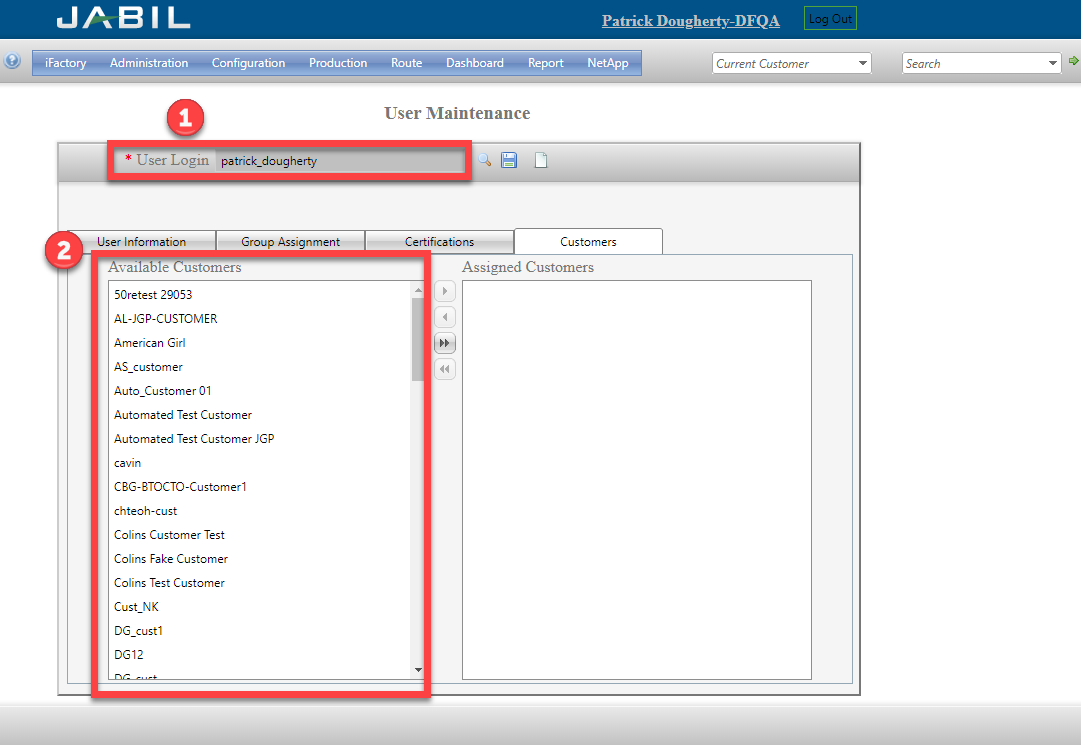 JABIL
Patrick Dougherty-DFQA
Log Out
?
iFactory Administration Configuration Production Route Dashboard Report NetApp
Current Customer
Search
User Maintenance
1
* User Login patrick_dougherty
2
User Information Group Assignment Certifications Customers
Available Customers
Assigned Customers
50retest 29053
AL-JGP-CUSTOMER
American Girl
AS_customer
Auto_Customer 01
Automated Test Customer
Automated Test Customer JGP
cavin
CBG-BTOCTO-Customer1
chteoh-cust
Colins Customer Test
Colins Fake Customer
Colins Test Customer
Cust_NK
DG_cust1
DG12
DG_cust